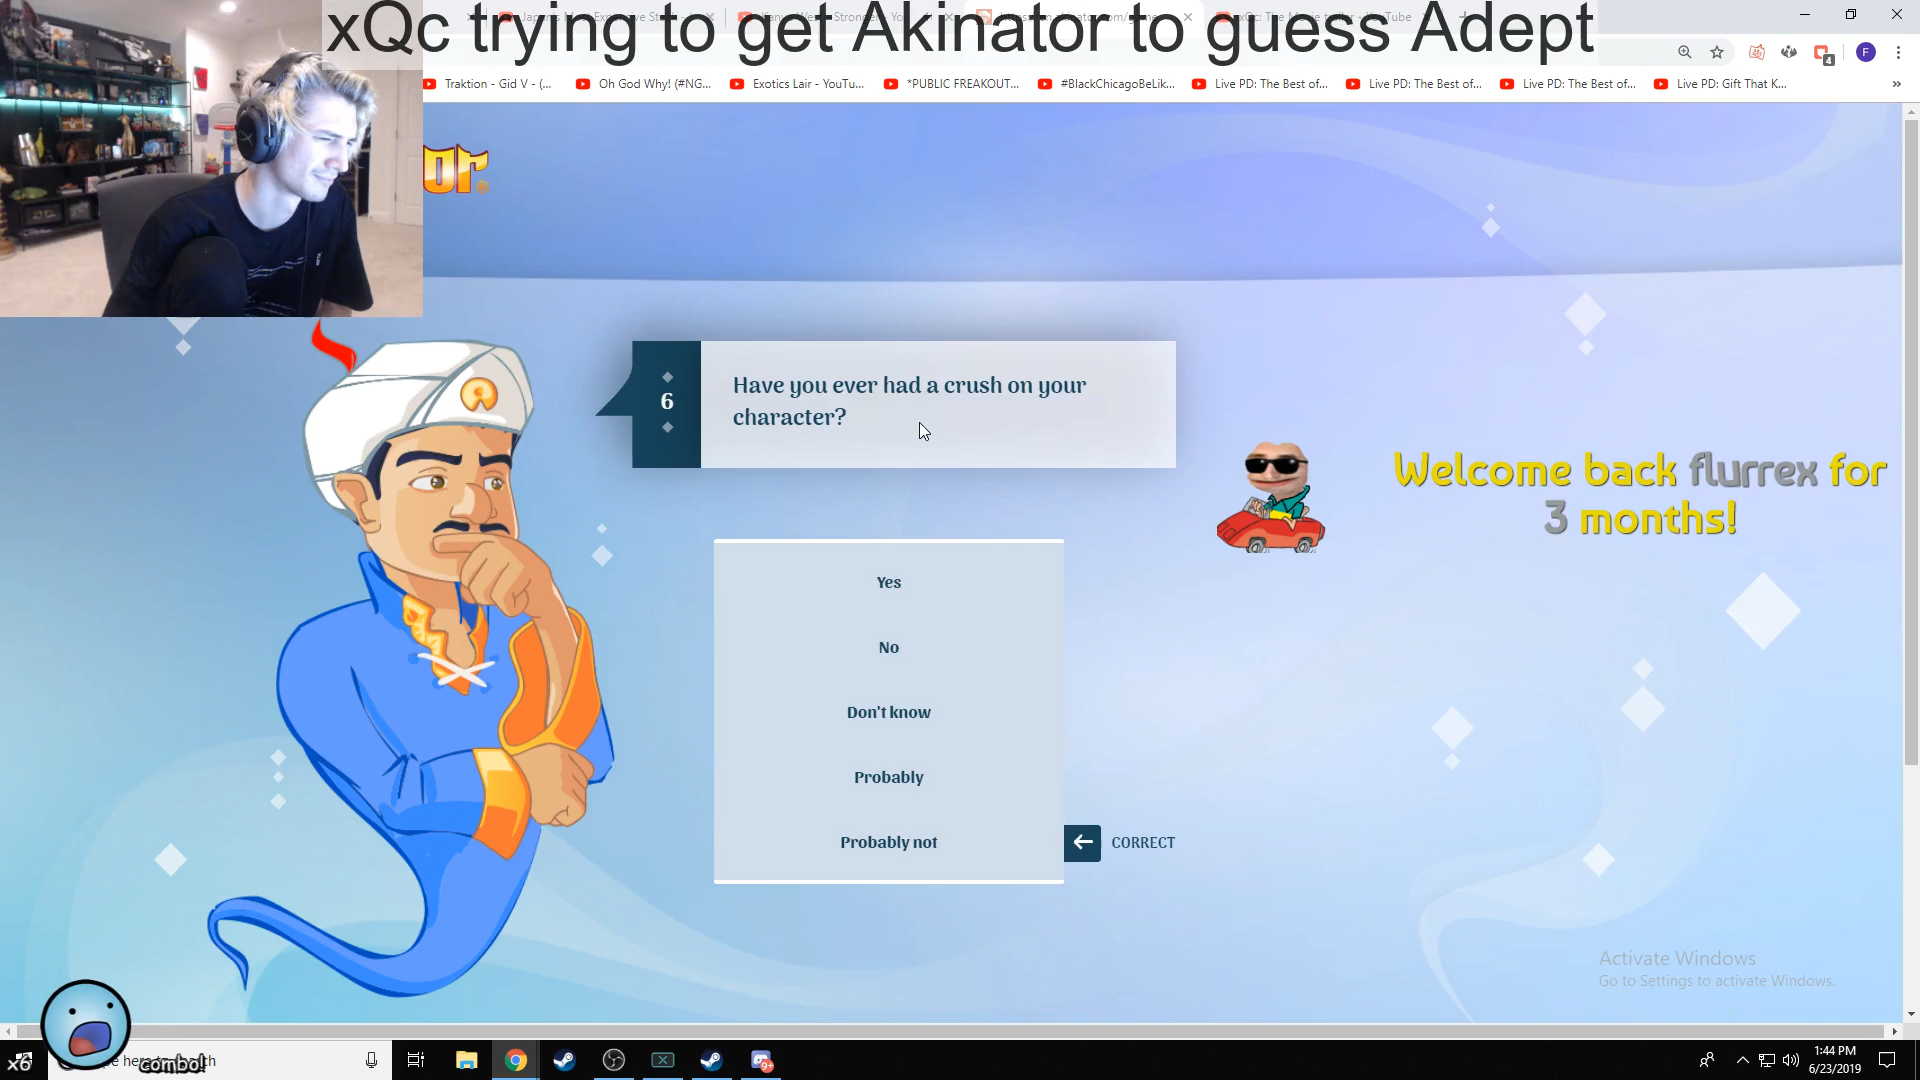 xQc trying to get Akinator to guess Adept
Traktion - Gid V - (...
Oh God Why! (#NG...
Exotics Lair - YouTu...
*PUBLIC FREAKOUT...
#BlackChicagoBeLik...
Live PD: The Best of...
Live PD: The Best of...
Live PD: The Best of...
Live PD: Gift That K...
»
4
F
or.
6
Have you ever had a crush on your
character?
Welcome back flurrex for
3 months!
Yes
No
Don't know
Probably
Probably not
CORRECT
Activate Windows
Go to Settings to activate Windows.
x6
combo!
9+
1:44 PM
6/23/2019